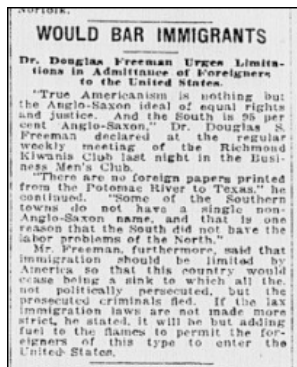 Norfolk.
WOULD BAR IMMIGRANTS
Dr. Douglas Freeman Urges Limita-
tions in Admittance of Foreigners
to the United States.
"True Americanism is nothing but
the Anglo-Saxon ideal of equal rights
and justice. And the South is 95 per
cent Anglo-Saxon," Dr. Douglas S.
Freeman declared at the regular
weekly meeting of the Richmond
Kiwanis Club last night in the Busi-
ness Men's Club.
"There are no foreign papers printed
from the Potomac River to Texas," he
continued. "Some of the Southern
towns do not have a single non-
Anglo-Saxon name, and that is one
reason that the South did not have the
labor problems of the North."
Mr. Freeman, furthermore, said that
immigration should be limited by
America so that this country would
cease being a sink to which all the
not politically persecuted, but the
prosecuted criminals fled. If the lax
immigration laws are not made more
strict, he stated, it will be but adding
fuel to the flames to permit the for-
eigners of this type to enter the
United States.